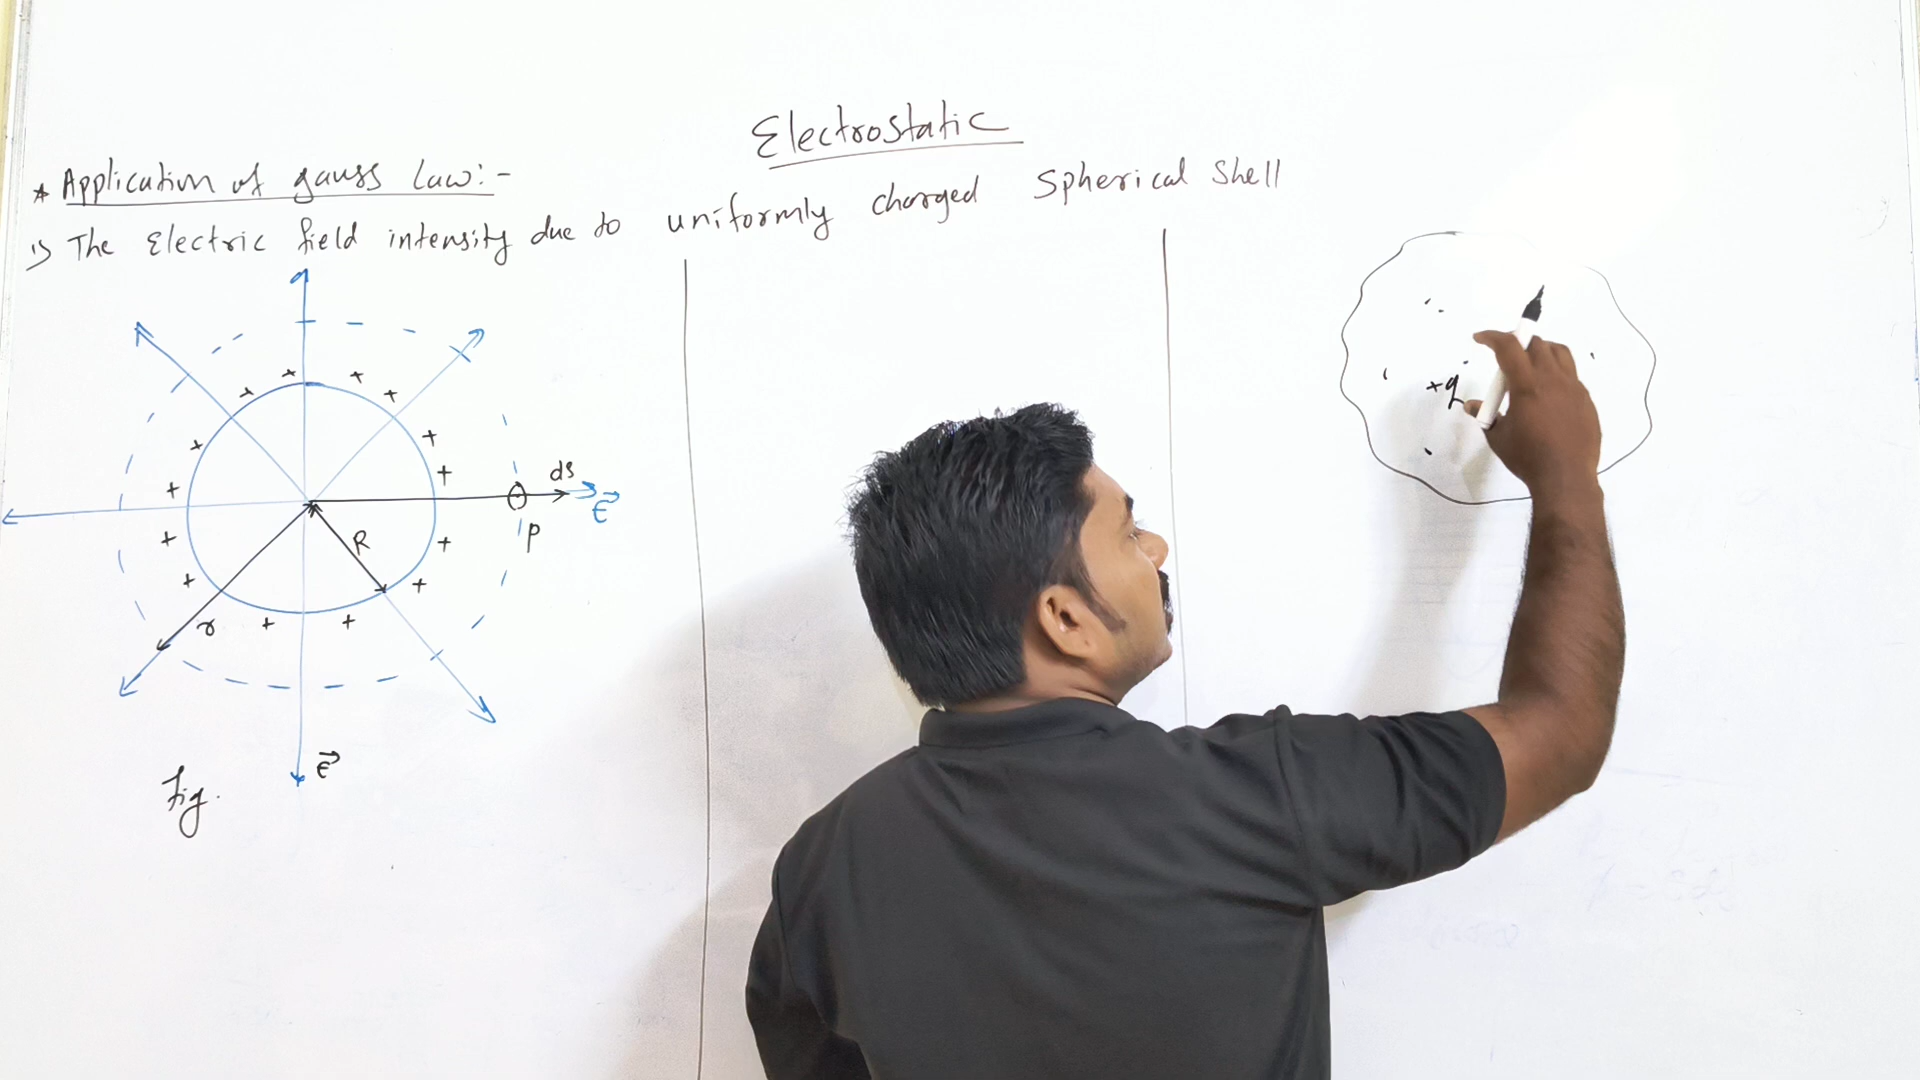 Electrostatic
* Application of gauss Law:-
1) The Electric field intensity due to uniformly charged Spherical Shell
ds
E
P
R
r
E
Fig.
+q